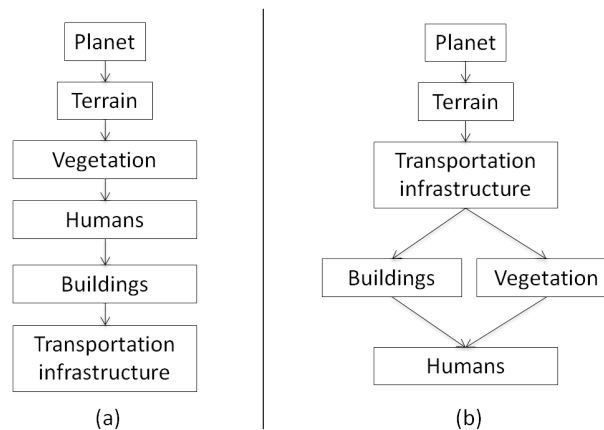 Planet
Terrain
Vegetation
Humans
Buildings
Transportation
infrastructure
(a)
Planet
Terrain
Transportation
infrastructure
Buildings
Vegetation
Humans
(b)